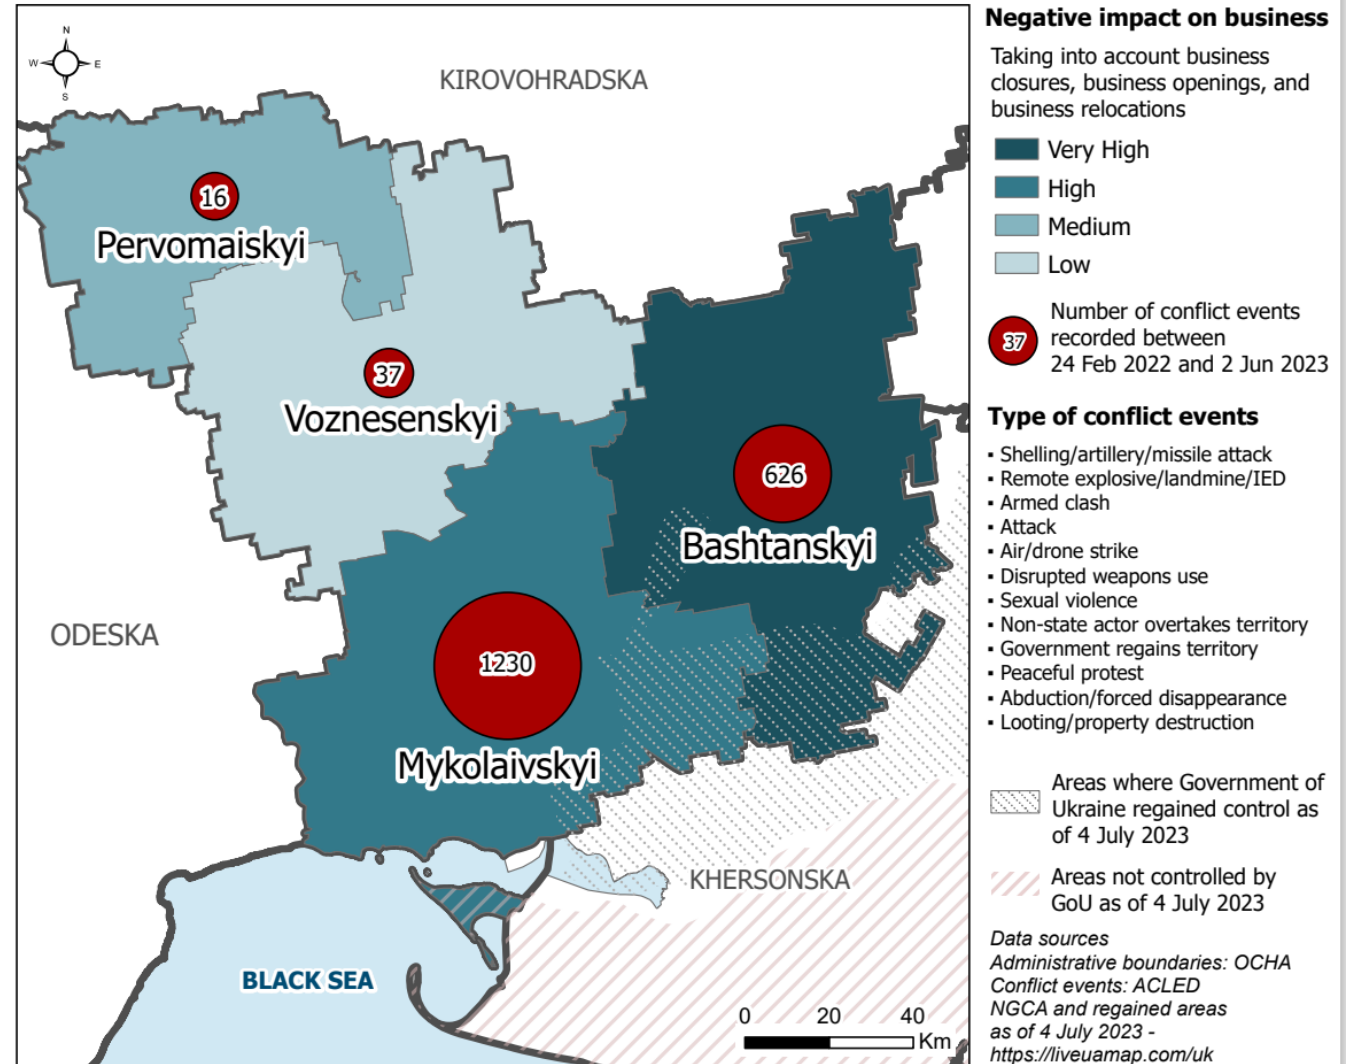 N
W E
S
KIROVOHRADSKA
16
Pervomaiskyi
37
Voznesenskyi
626
Bashtanskyi
ODESKA
1230
Mykolaivskyi
KHERSONSKA
BLACK SEA
0 20 40
Km
Negative impact on business
Taking into account business
closures, business openings, and
business relocations
Very High
High
Medium
Low
37
Number of conflict events
recorded between
24 Feb 2022 and 2 Jun 2023
Type of conflict events
▪ Shelling/artillery/missile attack
▪ Remote explosive/landmine/IED
▪ Armed clash
▪ Attack
▪ Air/drone strike
▪ Disrupted weapons use
▪ Sexual violence
▪ Non-state actor overtakes territory
▪ Government regains territory
▪ Peaceful protest
▪ Abduction/forced disappearance
▪ Looting/property destruction
Areas where Government of
Ukraine regained control as
of 4 July 2023
Areas not controlled by
GoU as of 4 July 2023
Data sources
Administrative boundaries: OCHA
Conflict events: ACLED
NGCA and regained areas
as of 4 July 2023 -
https://liveuamap.com/uk